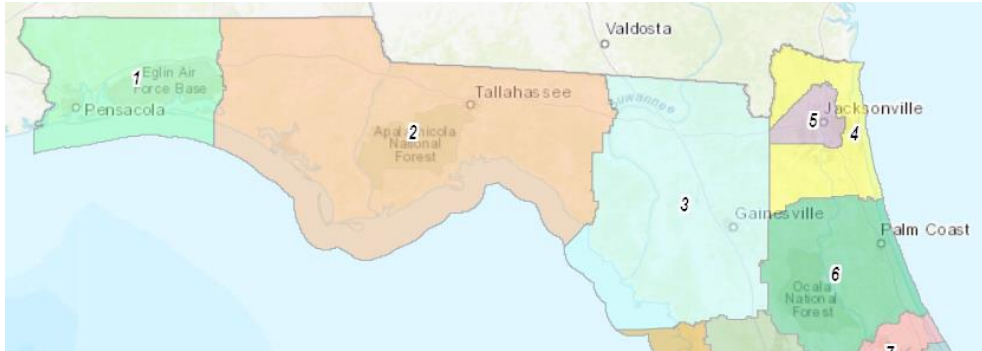 Valdosta
1
Eglin Air
Force Base
Pensacola
Tallahassee
2
Apalachicola
National
Forest
Suwannee
Jacksonville
5
4
3
Gainesville
Palm Coast
6
Ocala
National
Forest
7